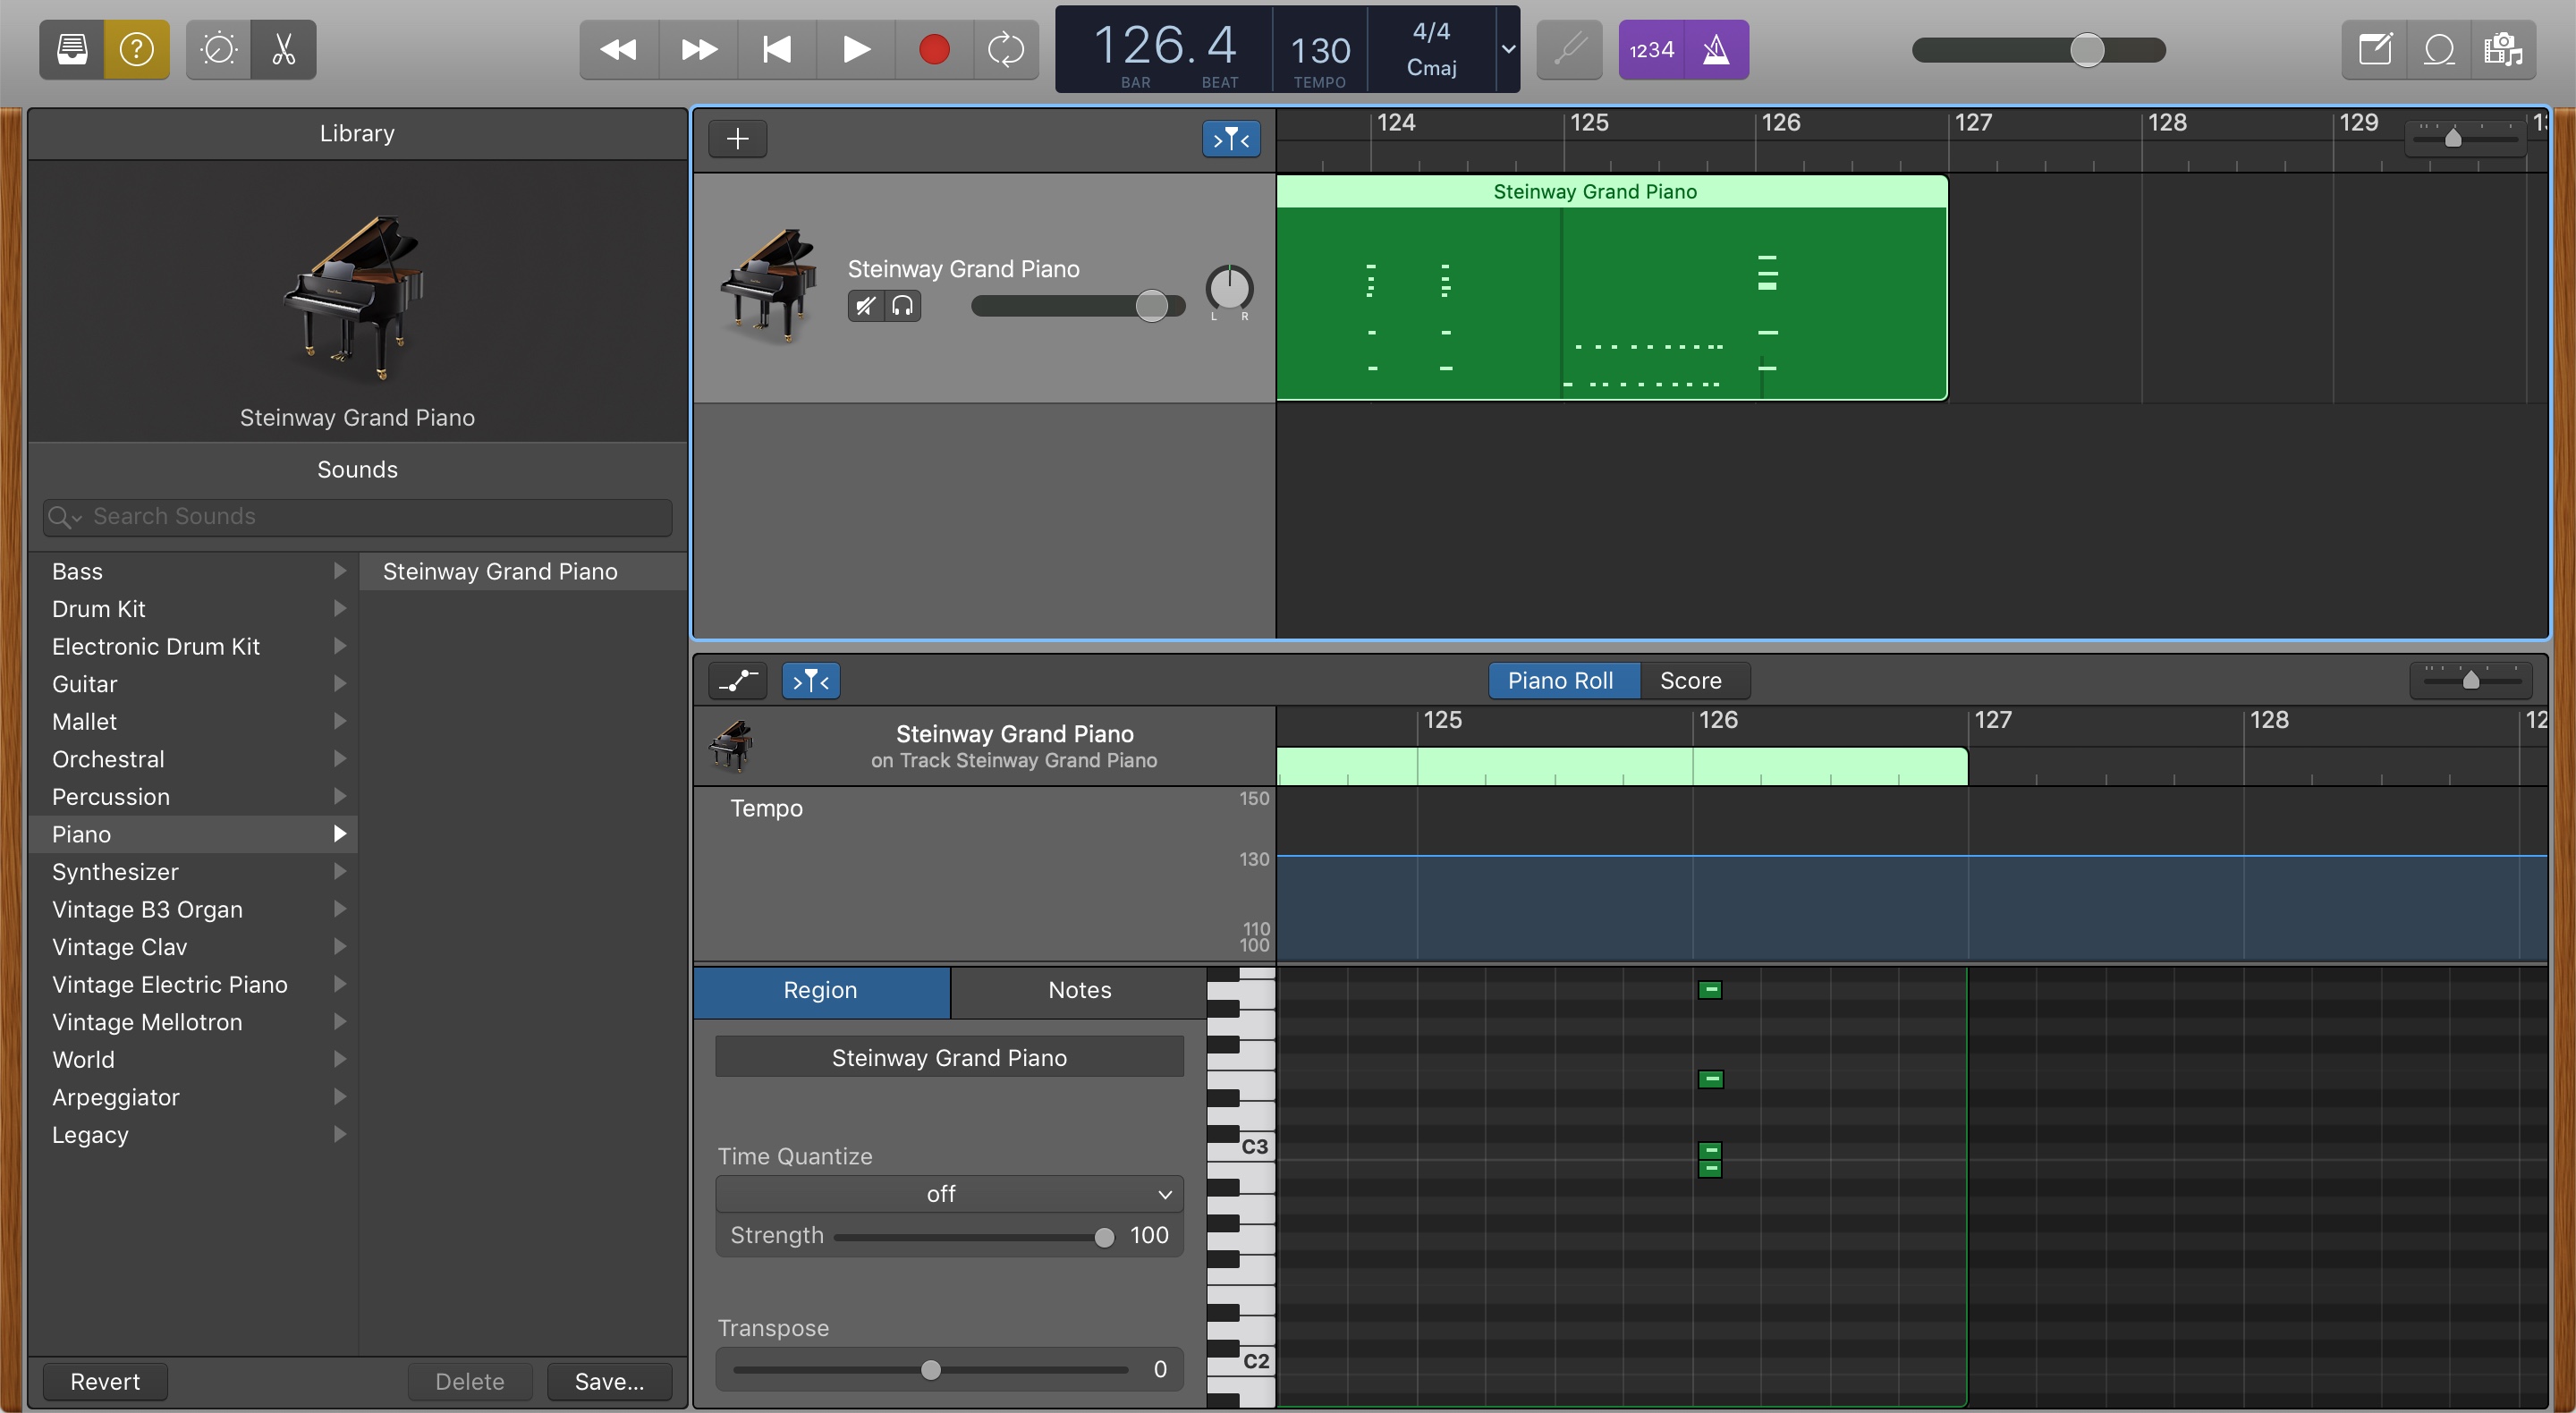 126.4
BAR BEAT
130
TEMPO
4/4
Cmaj
1234
Library
Steinway Grand Piano
Sounds
Search Sounds
Bass
Drum Kit
Electronic Drum Kit
Guitar
Mallet
Orchestral
Percussion
Piano
Synthesizer
Vintage B3 Organ
Vintage Clav
Vintage Electric Piano
Vintage Mellotron
World
Arpeggiator
Legacy
Steinway Grand Piano
Revert
Delete
Save...
124 125 126 127 128 129
Steinway Grand Piano
Steinway Grand Piano
L R
Piano Roll
Score
125 126 127 128
Steinway Grand Piano
on Track Steinway Grand Piano
Tempo
150
130
110
100
Region
Notes
Steinway Grand Piano
Time Quantize
off
Strength 100
Transpose
0
C3
C2